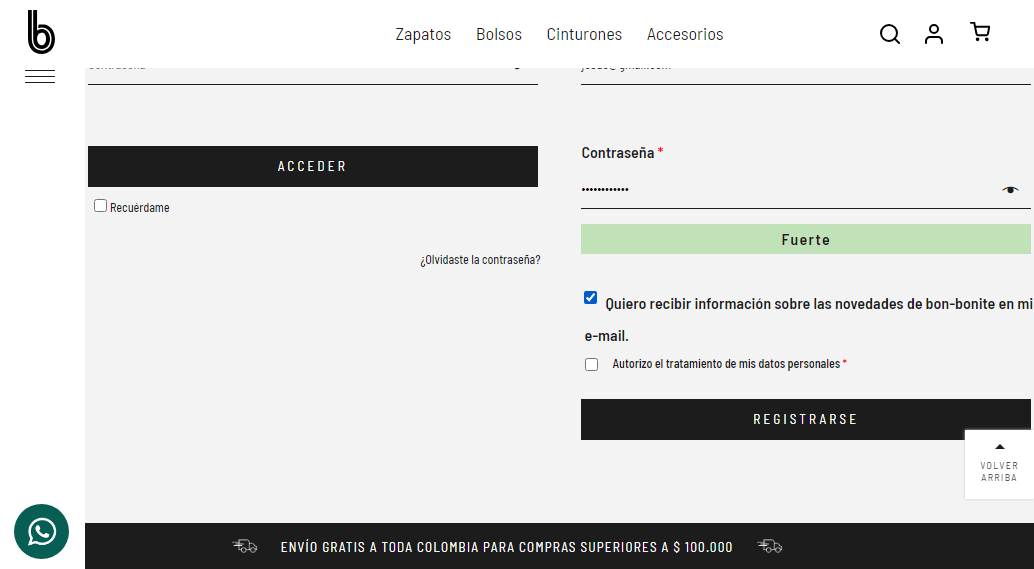 b
Zapatos Bolsos Cinturones Accesorios
ACCEDER
Recuérdame
¿Olvidaste la contraseña?
Contraseña *
••••••••••••
Fuerte
Quiero recibir información sobre las novedades de bon-bonite en mi
e-mail.
Autorizo el tratamiento de mis datos personales *
REGISTRARSE
VOLVER
ARRIBA
ENVÍO GRATIS A TODA COLOMBIA PARA COMPRAS SUPERIORES A $ 100.000